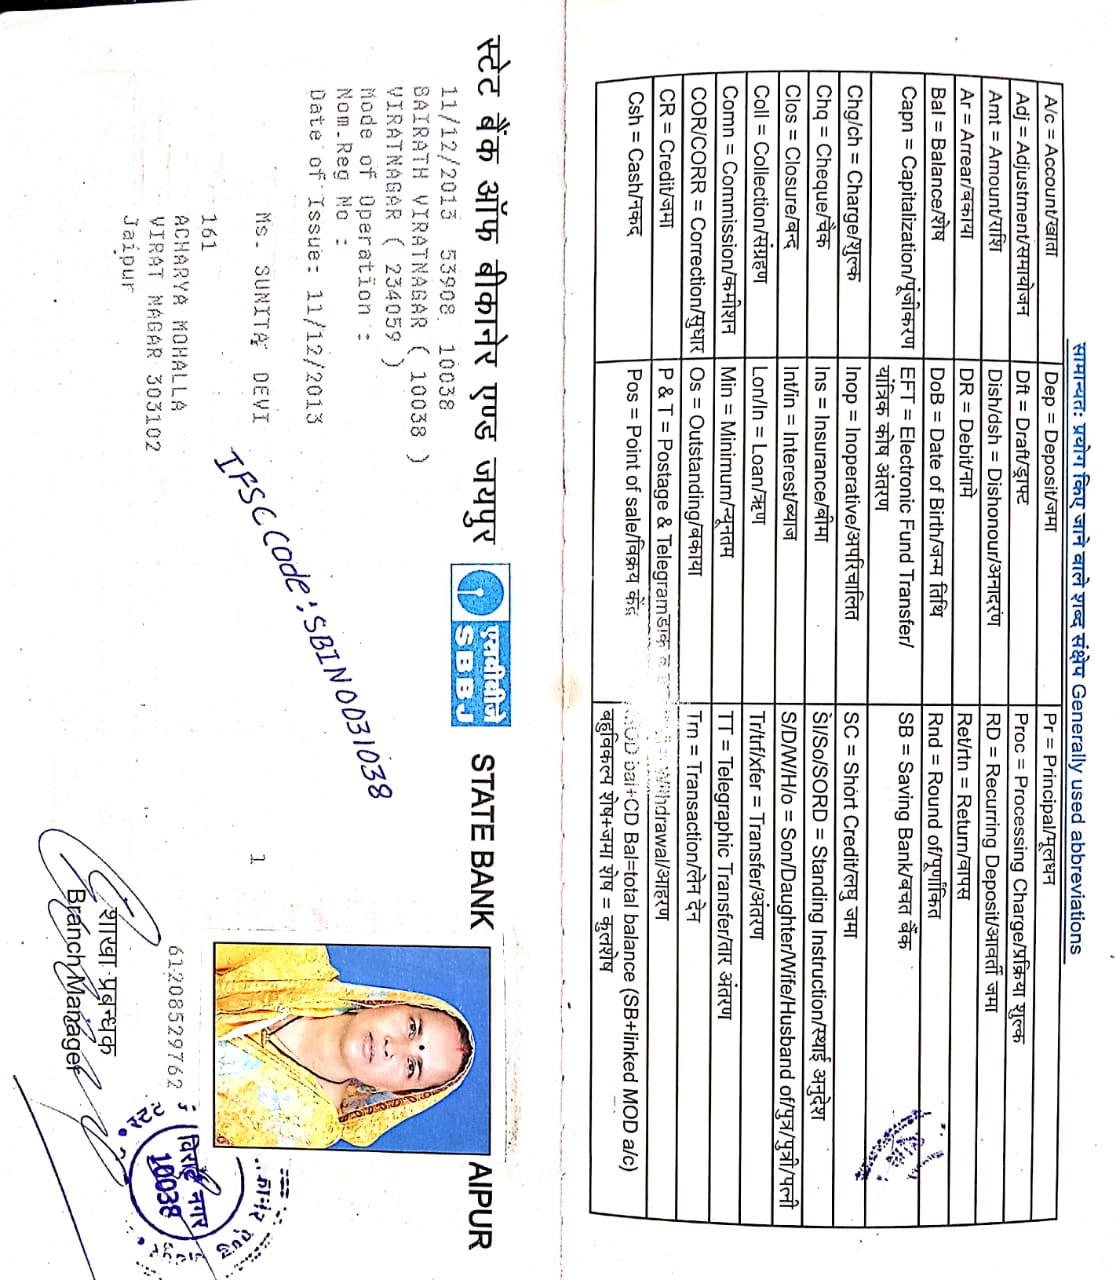 सामान्यतः प्रयोग किए जाने वाले शब्द संक्षेप Generally used abbreviations
A/c = Account/खाता Dep = Deposit/जमा Pr = Principal/मूलधन
Adj = Adjustment/समायोजन Dft = Draft/ड्राफ्ट Proc = Processing Charge/प्रक्रिया शुल्क
Amt = Amount/राशि Dish/dsh = Dishonour/अनादरण RD = Recurring Deposit/आवर्ती जमा
Ar = Arrear/बकाया DR = Debit/नामे Ret/rtn = Return/वापस
Bal = Balance/शेष DoB = Date of Birth/जन्म तिथि Rnd = Round of/पूर्णांकित
Capn = Capitalization/पूंजीकरण EFT = Electronic Fund Transfer/ SB = Saving Bank/बचत बैंक
यांत्रिक कोष अंतरण
Chg/ch = Charge/शुल्क Inop = Inoperative/अपरिचालित SC = Short Credit/लघु जमा
Chq = Cheque/चैक Ins = Insurance/बीमा SI/So/SORD = Standing Instruction/स्थाई अनुदेश
Clos = Closure/बन्द Int/in = Interest/ब्याज S/D/W/H/o = Son/Daughter/Wife/Husband of/पुत्र/पुत्री/पत्नी
Coll = Collection/संग्रहण Lon/ln = Loan/ऋण Tr/trf/xfer = Transfer/अंतरण
Comn = Commission/कमीशन Min = Minimum/न्यूनतम TT = Telegraphic Transfer/तार अंतरण
COR/CORR = Correction/सुधार Os = Outstanding/बकाया Trn = Transaction/लेन देन
CR = Credit/जमा P & T = Postage & Telegram/डाक Withdrawal/आहरण
Csh = Cash/नकद Pos = Point of sale/विक्रय केंद्र MOD bal+CD Bal=total balance (SB+linked MOD a/c)
बहुविकल्प शेष+जमा शेष = कुलशेष
स्टेट बैंक ऑफ बीकानेर एण्ड जयपुर एसबीबीजे SBBJ STATE BANK AIPUR
11/12/2013 53908 10038
BAIRATH VIRATNAGAR ( 10038 )
VIRATNAGAR ( 234059 )
Mode of Operation :
Nom.Reg No :
Date of Issue: 11/12/2013
Ms. SUNITA DEVI 1
161
ACHARYA MOHALLA
VIRAT NAGAR 303102
Jaipur
IFSC Code : SBIN0031038
61208529762
शाखा प्रबन्धक
Branch Manager
विराट नगर
10038